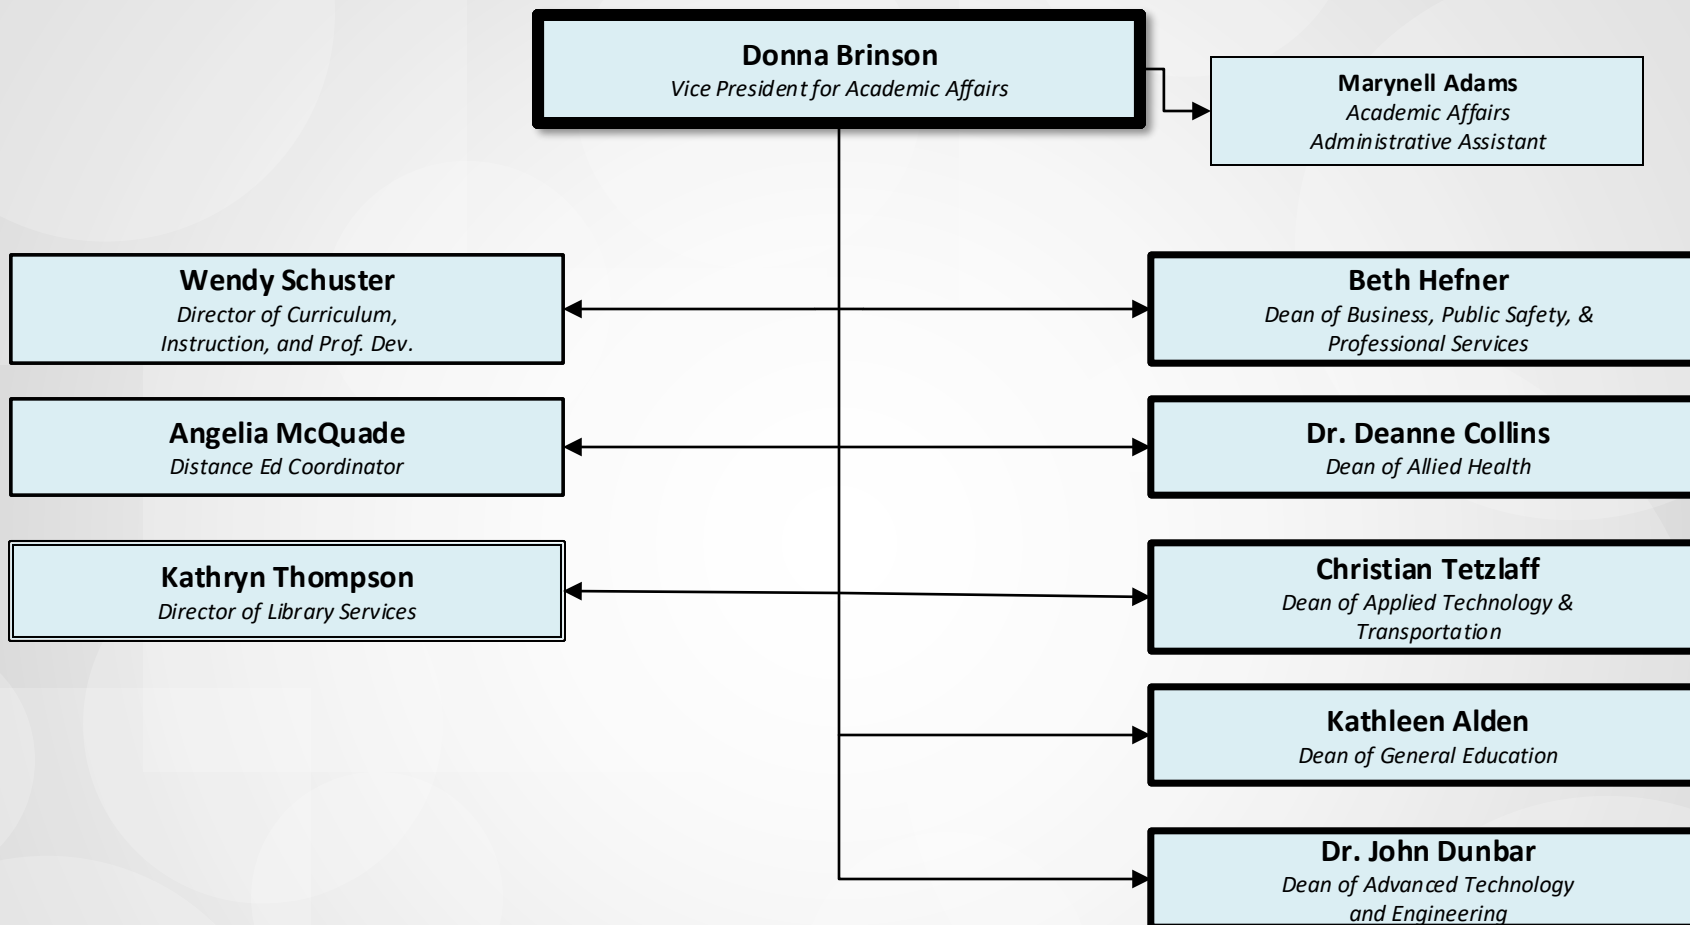 Donna Brinson
Vice President for Academic Affairs
Marynell Adams
Academic Affairs
Administrative Assistant
Wendy Schuster
Director of Curriculum,
Instruction, and Prof. Dev.
Beth Hefner
Dean of Business, Public Safety, &
Professional Services
Angelia McQuade
Distance Ed Coordinator
Dr. Deanne Collins
Dean of Allied Health
Kathryn Thompson
Director of Library Services
Christian Tetzlaff
Dean of Applied Technology &
Transportation
Kathleen Alden
Dean of General Education
Dr. John Dunbar
Dean of Advanced Technology
and Engineering